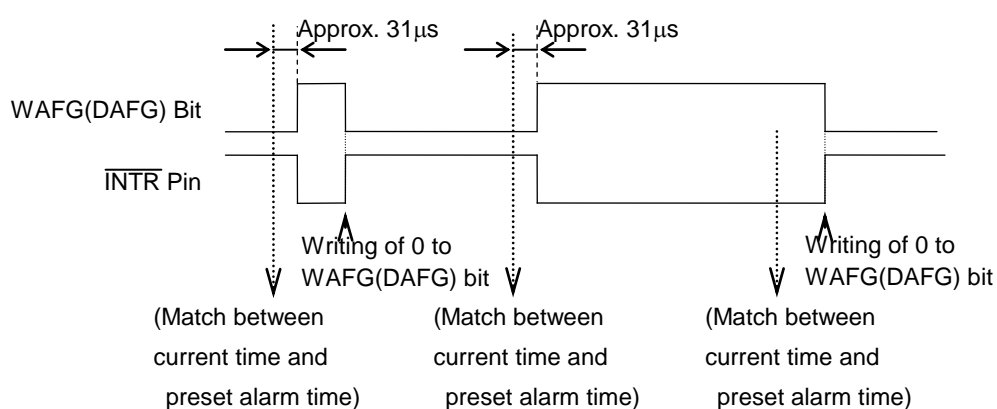 Approx. 31μs
Approx. 31μs
WAFG(DAFG) Bit
INTR Pin
Writing of 0 to
WAFG(DAFG) bit
Writing of 0 to
WAFG(DAFG) bit
(Match between
current time and
preset alarm time)
(Match between
current time and
preset alarm time)
(Match between
current time and
preset alarm time)